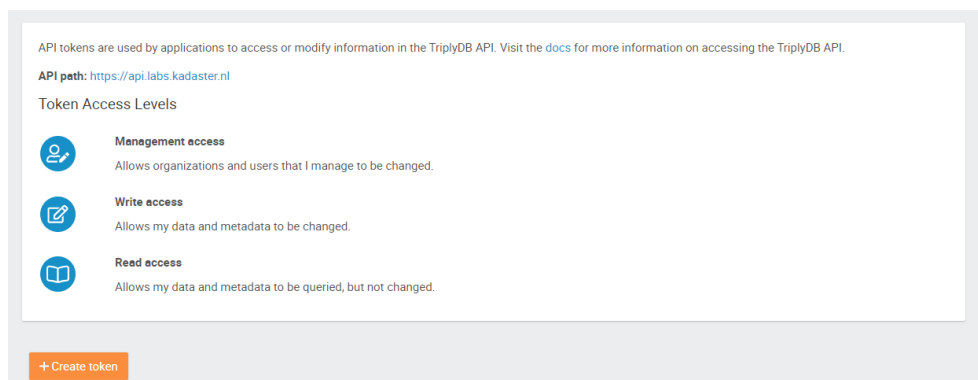 API tokens are used by applications to access or modify information in the TriplyDB API. Visit the docs for more information on accessing the TriplyDB API.
API path: https://api.labs.kadaster.nl
Token Access Levels
Management access
Allows organizations and users that I manage to be changed.
Write access
Allows my data and metadata to be changed.
Read access
Allows my data and metadata to be queried, but not changed.
+ Create token